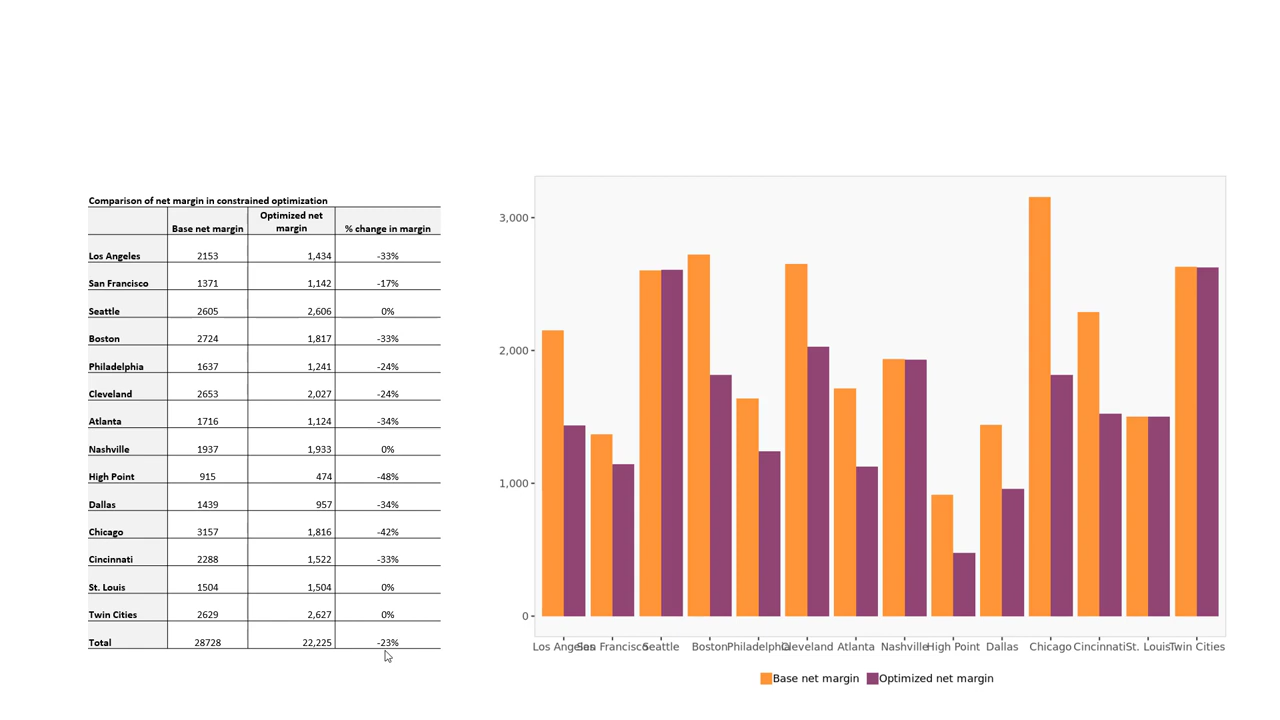 Comparison of net margin in constrained optimization
Base net margin Optimized net margin % change in margin
Los Angeles 2153 1,434 -33%
San Francisco 1371 1,142 -17%
Seattle 2605 2,606 0%
Boston 2724 1,817 -33%
Philadelphia 1637 1,241 -24%
Cleveland 2653 2,027 -24%
Atlanta 1716 1,124 -34%
Nashville 1937 1,933 0%
High Point 915 474 -48%
Dallas 1439 957 -34%
Chicago 3157 1,816 -42%
Cincinnati 2288 1,522 -33%
St. Louis 1504 1,504 0%
Twin Cities 2629 2,627 0%
Total 28728 22,225 -23%
3,000
2,000
1,000
0
Los Angeles San Francisco Seattle Boston Philadelphia Cleveland Atlanta Nashville High Point Dallas Chicago Cincinnati St. Louis Twin Cities
Base net margin Optimized net margin